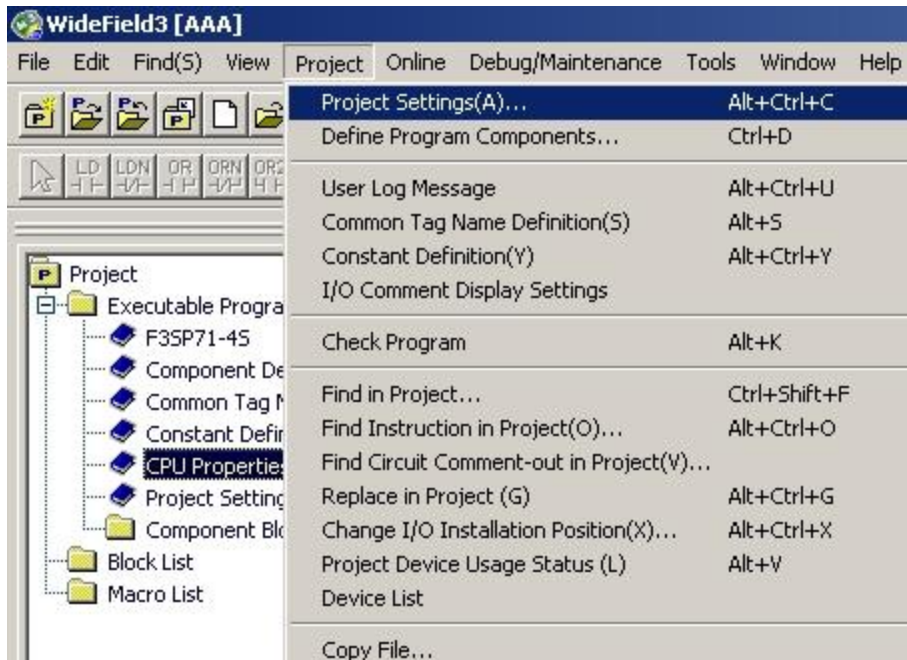 WideField3 [AAA]
File Edit Find(S) View Project Online Debug/Maintenance Tools Window Help
Project Settings(A)... Alt+Ctrl+C
Define Program Components... Ctrl+D
LD LDN OR ORN OR2
User Log Message Alt+Ctrl+U
Common Tag Name Definition(S) Alt+S
Constant Definition(Y) Alt+Ctrl+Y
I/O Comment Display Settings
Check Program Alt+K
Find in Project... Ctrl+Shift+F
Find Instruction in Project(O)... Alt+Ctrl+O
Find Circuit Comment-out in Project(V)...
Replace in Project (G) Alt+Ctrl+G
Change I/O Installation Position(X)... Alt+Ctrl+X
Project Device Usage Status (L) Alt+V
Device List
Copy File...
Project
Executable Progra
F3SP71-4S
Component De
Common Tag N
Constant Defin
CPU Properties
Project Setting
Component Blo
Block List
Macro List